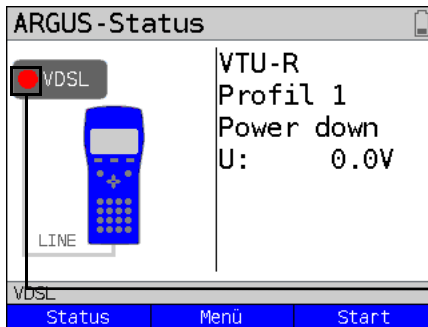 ARGUS-Status
VDSL
VTU-R
Profil 1
Power down
U: 0.0V
LINE
VDSL
Status Menü Start